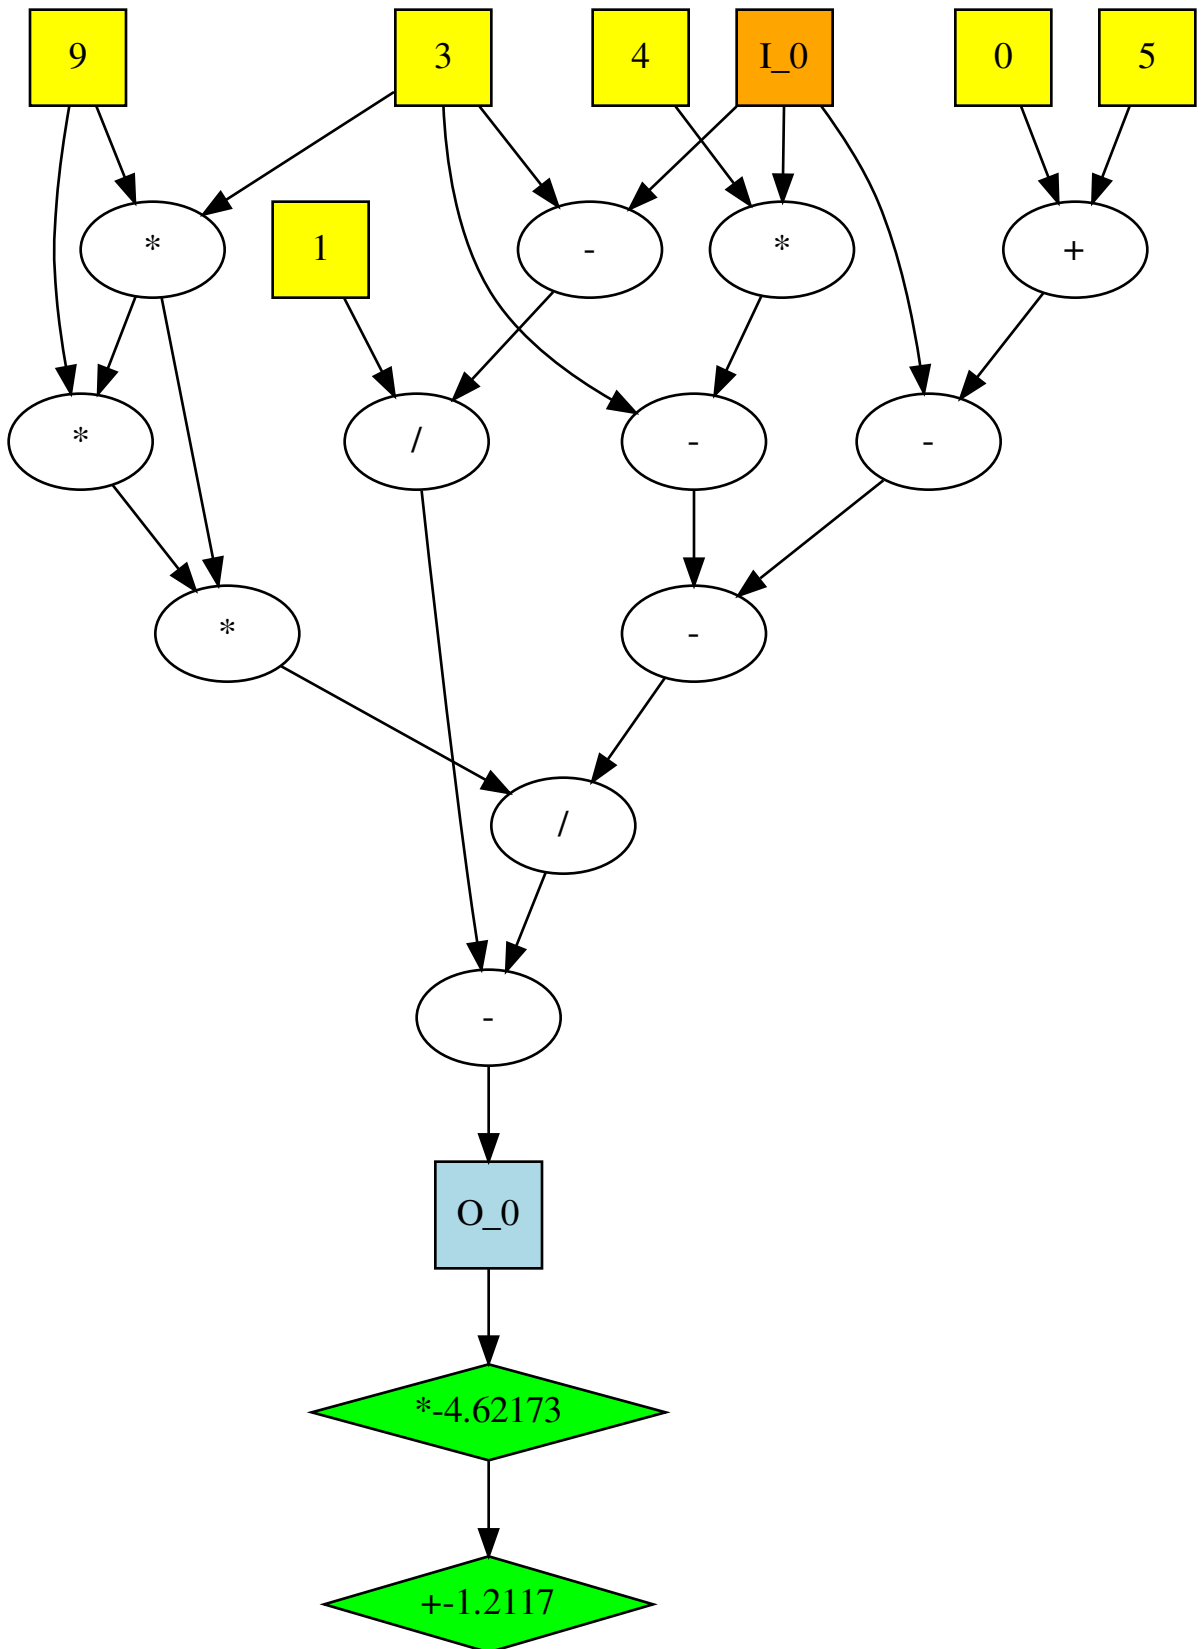 9 3 4 I_0 0 5
* 1 - * +
* / - -
* -
/
-
O_0
*-4.62173
+-1.2117